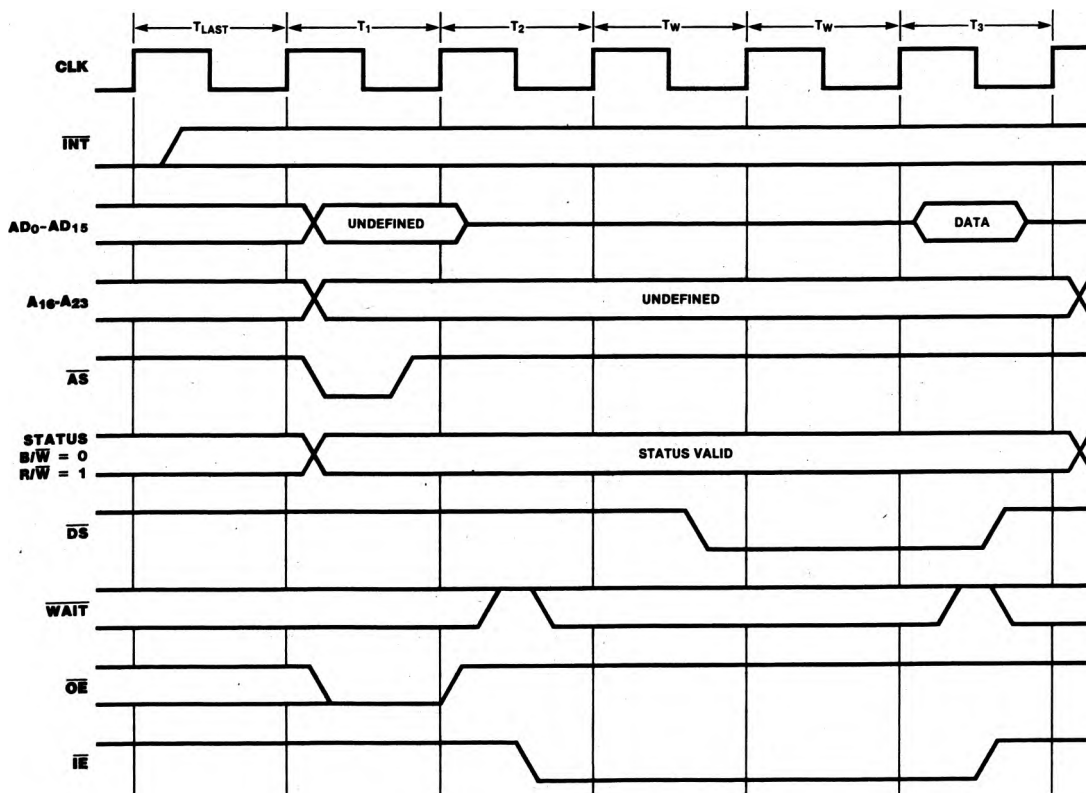 TLAST T1 T2 TW TW T3
CLK
INT
AD0-AD15 UNDEFINED DATA
A16-A23 UNDEFINED
AS
STATUS
B/W = 0 STATUS VALID
R/W = 1
DS
WAIT
OE
IE